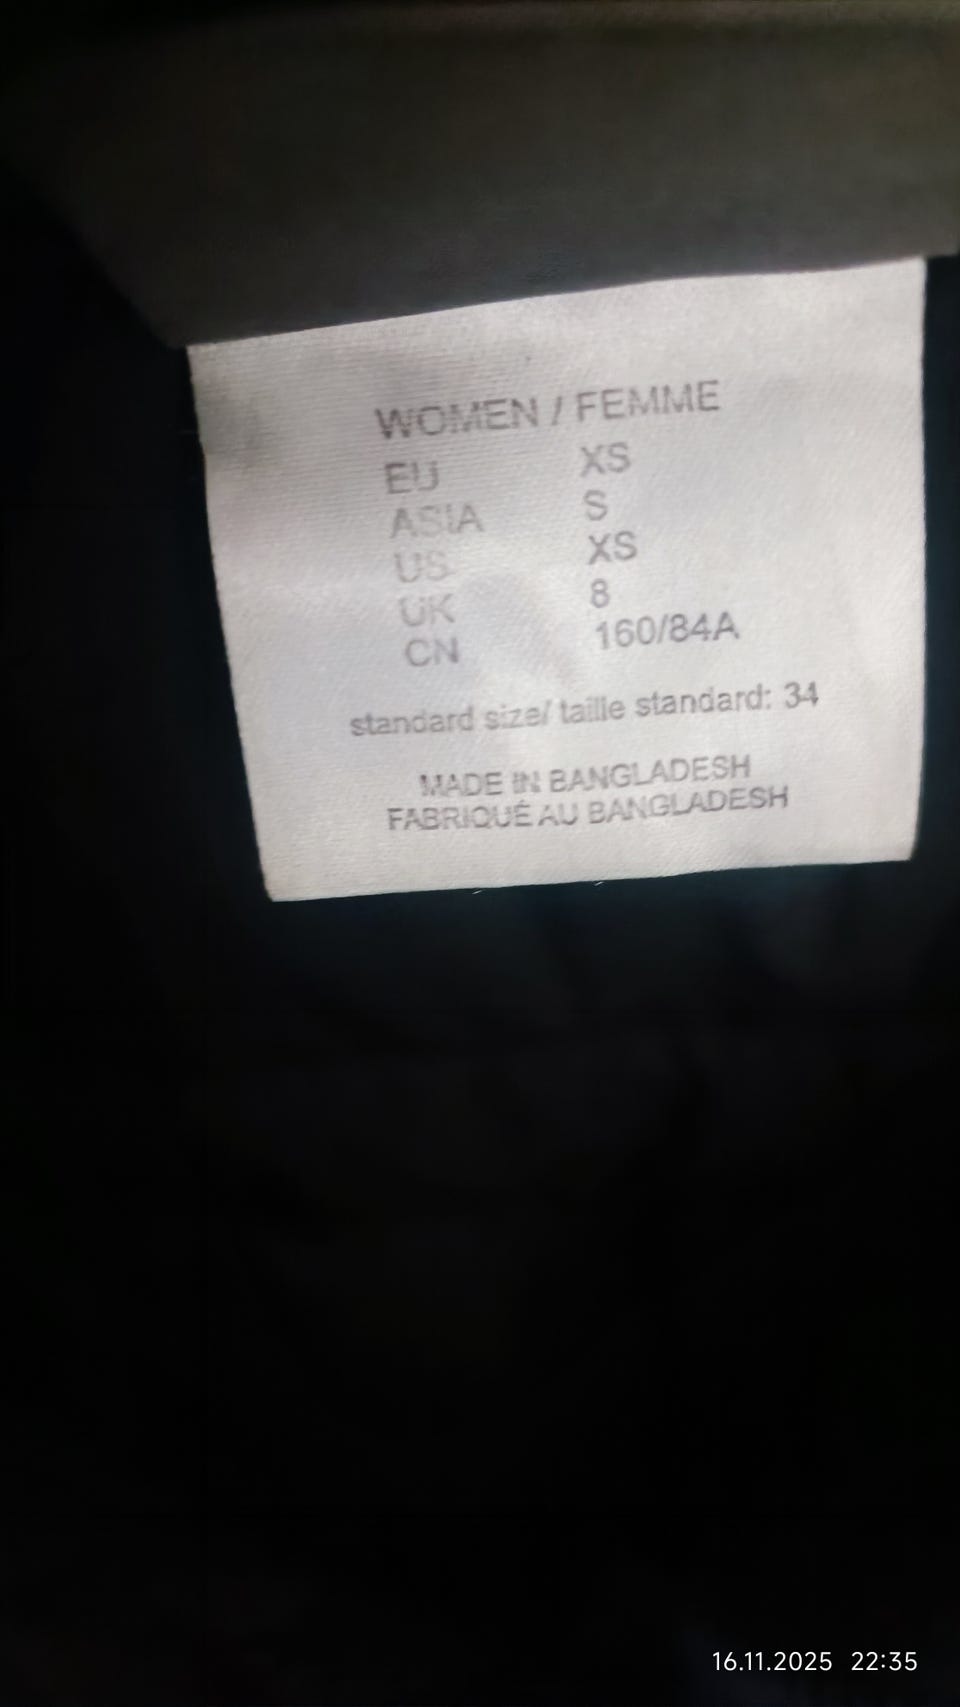 WOMEN / FEMME
EU XS
ASIA S
US XS
UK 8
CN 160/84A
standard size/ taille standard: 34
MADE IN BANGLADESH
FABRIQUÉ AU BANGLADESH
16.11.2025 22:35